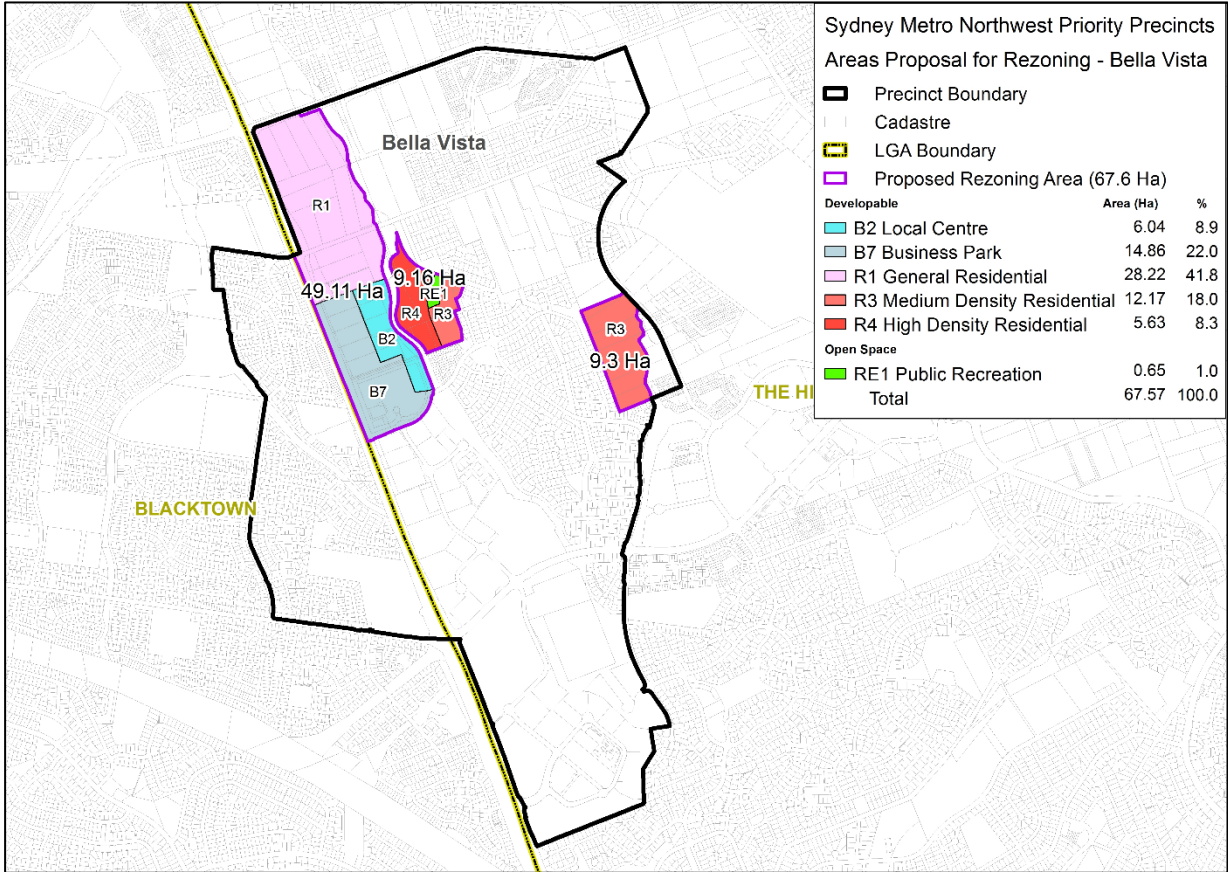 Sydney Metro Northwest Priority Precincts
Areas Proposal for Rezoning - Bella Vista
Precinct Boundary
Cadastre
LGA Boundary
Proposed Rezoning Area (67.6 Ha)
Developable Area (Ha) %
B2 Local Centre 6.04 8.9
B7 Business Park 14.86 22.0
R1 General Residential 28.22 41.8
R3 Medium Density Residential 12.17 18.0
R4 High Density Residential 5.63 8.3
Open Space
RE1 Public Recreation 0.65 1.0
Total 67.57 100.0
Bella Vista
R1
9.16 Ha
49.11 Ha
RE1
R4
R3
B2
R3
9.3 Ha
B7
THE HI
BLACKTOWN